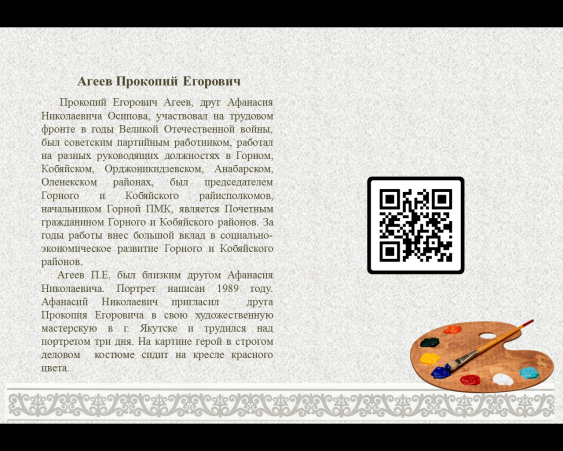 Агеев Прокопий Егорович
Прокопий Егорович Агеев, друг Афанасия
Николаевича Осипова, участвовал на трудовом
фронте в годы Великой Отечественной войны,
был советским партийным работником, работал
на разных руководящих должностях в Горном,
Кобяйском, Орджоникидзевском, Анабарском,
Оленекском районах, был председателем
Горного и Кобяйского райисполкомов,
начальником Горной ПМК, является Почетным
гражданином Горного и Кобяйского районов. За
годы работы внес большой вклад в социально-
экономическое развитие Горного и Кобяйского
районов.
Агеев П.Е. был близким другом Афанасия
Николаевича. Портрет написан 1989 году.
Афанасий Николаевич пригласил друга
Прокопия Егоровича в свою художественную
мастерскую в г. Якутске и трудился над
портретом три дня. На картине герой в строгом
деловом костюме сидит на кресле красного
цвета.